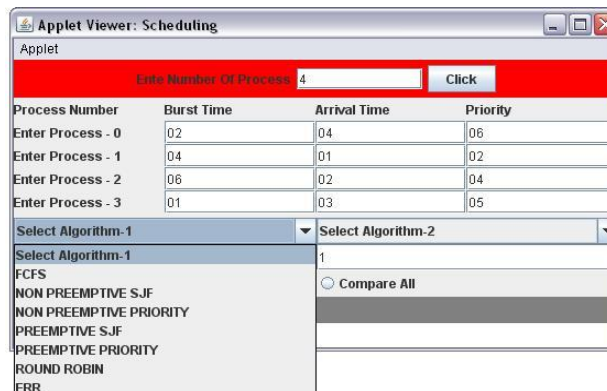 Applet Viewer: Scheduling
Applet
Ente Number Of Process 4 Click
Process Number Burst Time Arrival Time Priority
Enter Process - 0 02 04 06
Enter Process - 1 04 01 02
Enter Process - 2 06 02 04
Enter Process - 3 01 03 05
Select Algorithm-1 Select Algorithm-2
Select Algorithm-1 1
FCFS Compare All
NON PREEMPTIVE SJF
NON PREEMPTIVE PRIORITY
PREEMPTIVE SJF
PREEMPTIVE PRIORITY
ROUND ROBIN
ERR